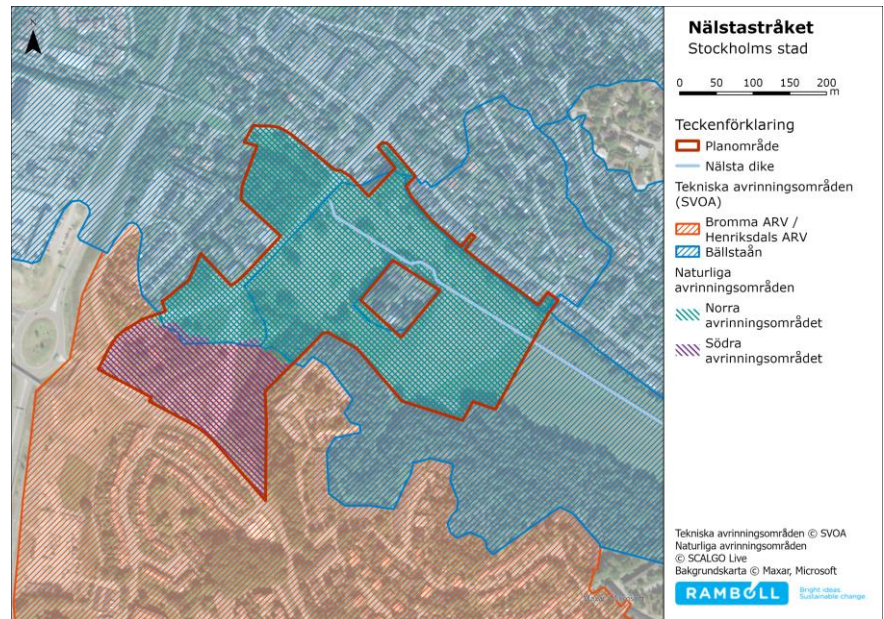 N
Nälstastråket
Stockholms stad
0 50 100 150 200
m
Teckenförklaring
Planområde
Nälsta dike
Tekniska avrinningsområden
(SVOA)
Bromma ARV /
Henriksdals ARV
Bällstaån
Naturliga
avrinningsområden
Norra
avrinningsområdet
Södra
avrinningsområdet
Tekniska avrinningsområden © SVOA
Naturliga avrinningsområden
© SCALGO Live
Bakgrundskarta © Maxar, Microsoft
RAMBOLL
Bright ideas.
Sustainable change.